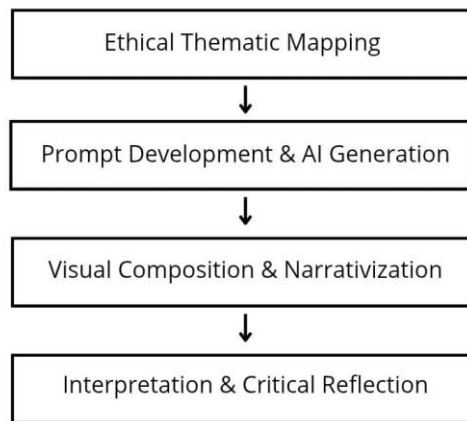 Ethical Thematic Mapping
Prompt Development & AI Generation
Visual Composition & Narrativization
Interpretation & Critical Reflection